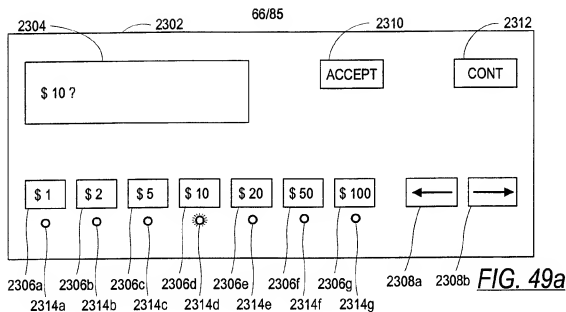 66/85
2304 2302 2310 2312
ACCEPT CONT
$ 10 ?
$ 1 $ 2 $ 5 $ 10 $ 20 $ 50 $ 100
2306a 2306b 2306c 2306d 2306e 2306f 2306g 2308a 2308b FIG. 49a
2314a 2314b 2314c 2314d 2314e 2314f 2314g